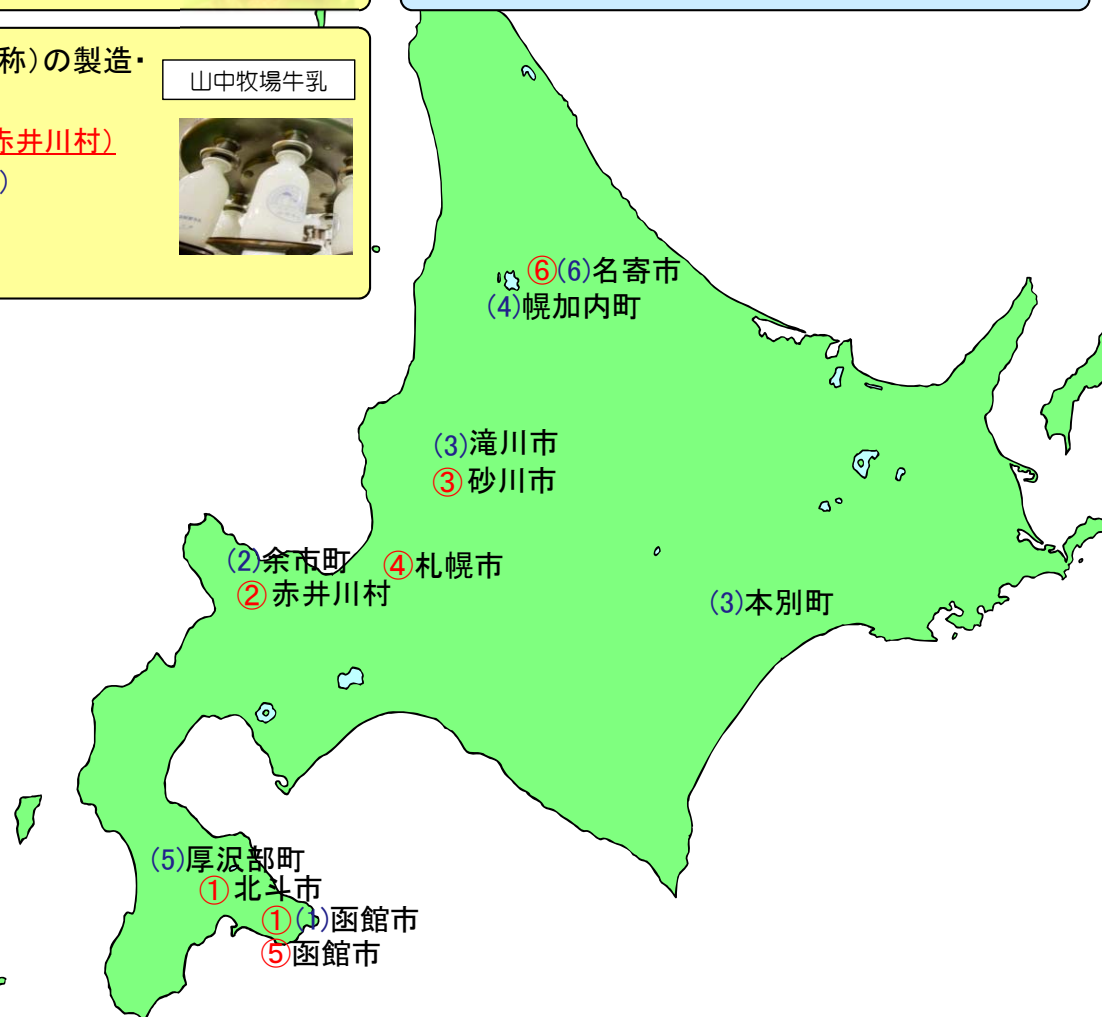 称)の製造・
山中牧場牛乳
赤井川村)
)
⑥(6)名寄市
(4)幌加内町
(3)滝川市
③砂川市
(2)余市町
④札幌市
②赤井川村
(3)本別町
(5)厚沢部町
①北斗市
①(1)函館市
⑤函館市